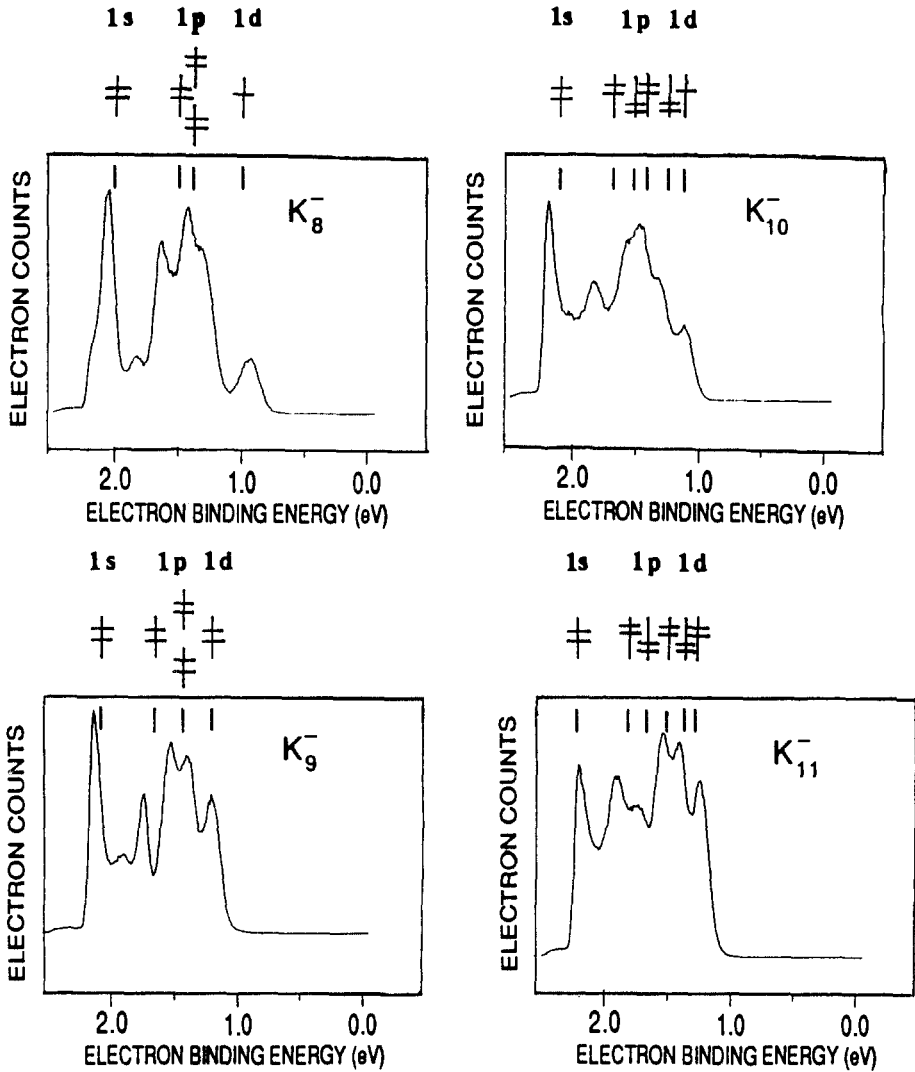 1s 1p 1d
K8−
ELECTRON COUNTS
2.0 1.0 0.0
ELECTRON BINDING ENERGY (eV)
1s 1p 1d
K10−
ELECTRON COUNTS
2.0 1.0 0.0
ELECTRON BINDING ENERGY (eV)
1s 1p 1d
K9−
ELECTRON COUNTS
2.0 1.0 0.0
ELECTRON BINDING ENERGY (eV)
1s 1p 1d
K11−
ELECTRON COUNTS
2.0 1.0 0.0
ELECTRON BINDING ENERGY (eV)